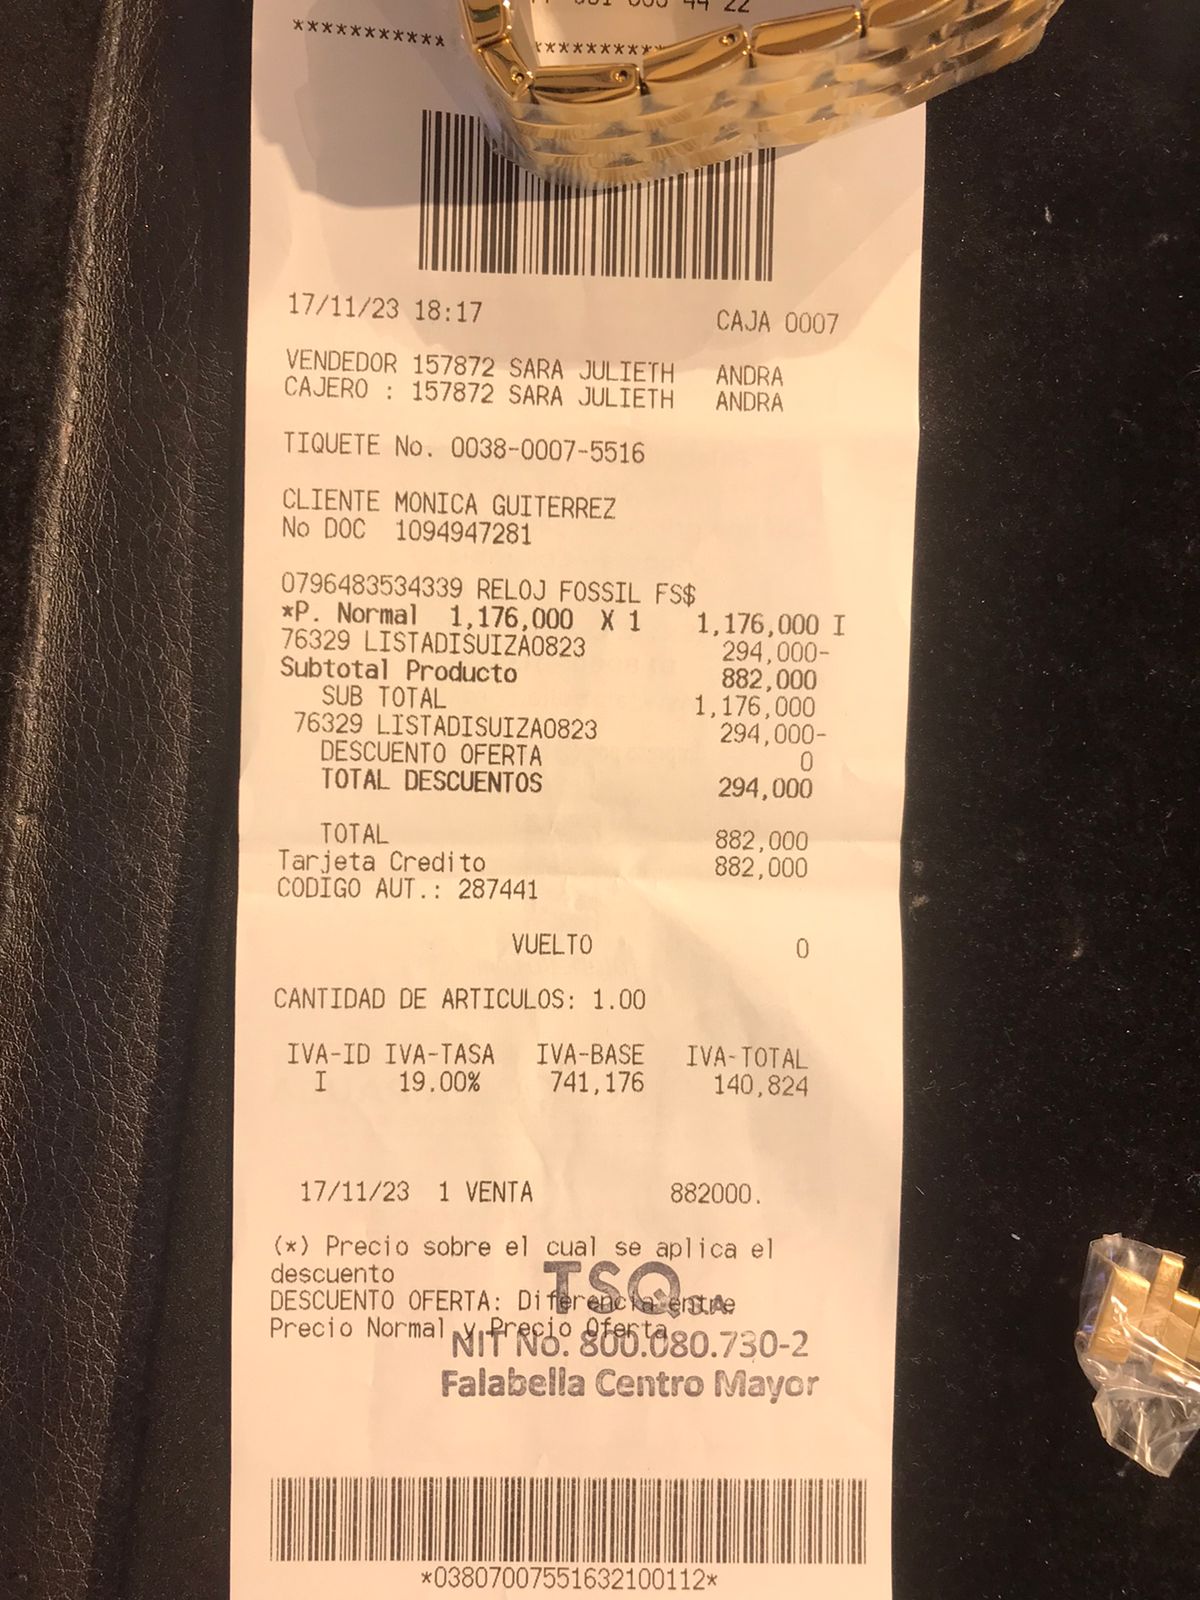 44 22
***********
17/11/23 18:17 CAJA 0007
VENDEDOR 157872 SARA JULIETH ANDRA
CAJERO : 157872 SARA JULIETH ANDRA
TIQUETE No. 0038-0007-5516
CLIENTE MONICA GUITERREZ
No DOC 1094947281
0796483534339 RELOJ FOSSIL FS$
*P. Normal 1,176,000 X 1 1,176,000 I
76329 LISTADISUIZA0823 294,000-
Subtotal Producto 882,000
SUB TOTAL 1,176,000
76329 LISTADISUIZA0823 294,000-
DESCUENTO OFERTA 0
TOTAL DESCUENTOS 294,000
TOTAL 882,000
Tarjeta Credito 882,000
CODIGO AUT.: 287441
VUELTO 0
CANTIDAD DE ARTICULOS: 1.00
IVA-ID IVA-TASA IVA-BASE IVA-TOTAL
I 19.00% 741,176 140,824
17/11/23 1 VENTA 882000.
(*) Precio sobre el cual se aplica el
descuento
DESCUENTO OFERTA: Diferencia entre
Precio Normal y Precio Oferta
TSQ S.A.
NIT No. 800.080.730-2
Falabella Centro Mayor
*03807007551632100112*